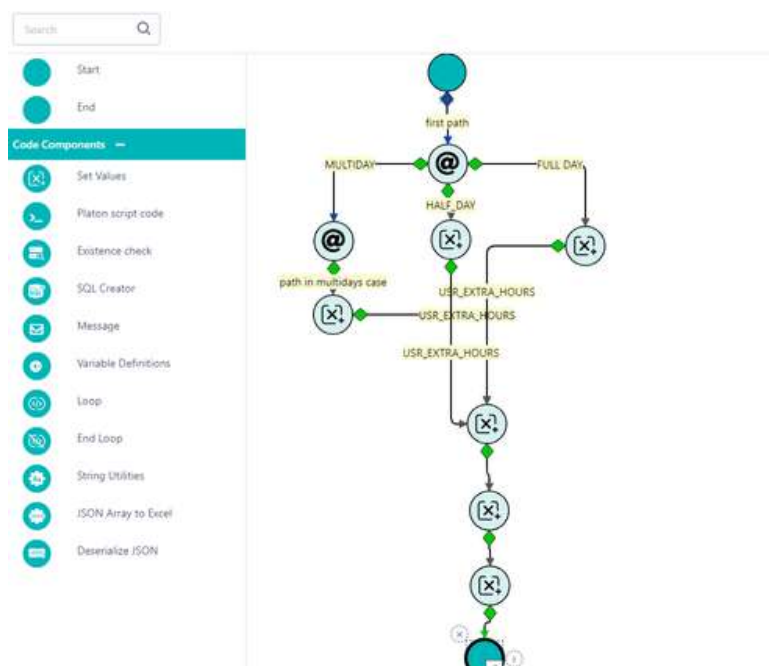 Search
Start
End
Code Components
Set Values
Platon script code
Existence check
SQL Creator
Message
Variable Definitions
Loop
End Loop
String Utilities
JSON Array to Excel
Deserialize JSON
first path
MULTIDAY
FULL DAY
HALF_DAY
path in multidays case
USR_EXTRA_HOURS
USR_EXTRA_HOURS
USR_EXTRA_HOURS